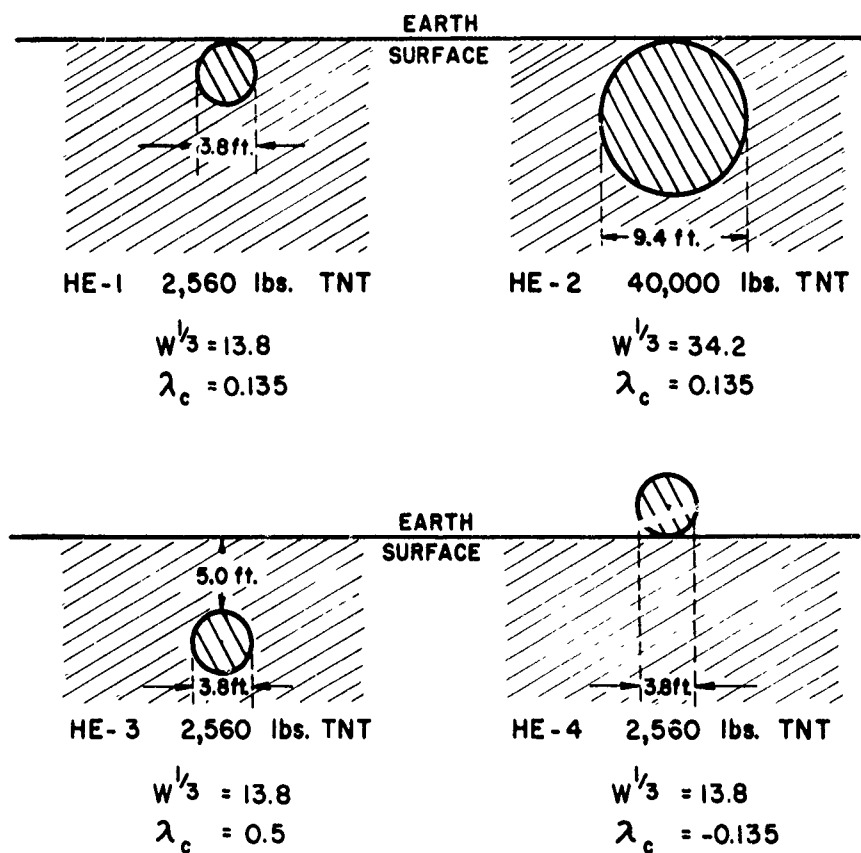 EARTH
SURFACE
3.8 ft.
9.4 ft.
HE-1 2,560 lbs. TNT
HE-2 40,000 lbs. TNT
W^1/3 = 13.8
W^1/3 = 34.2
λc = 0.135
λc = 0.135
EARTH
SURFACE
5.0 ft.
3.8 ft
3.8 ft
HE-3 2,560 lbs. TNT
HE-4 2,560 lbs. TNT
W^1/3 = 13.8
W^1/3 = 13.8
λc = 0.5
λc = -0.135